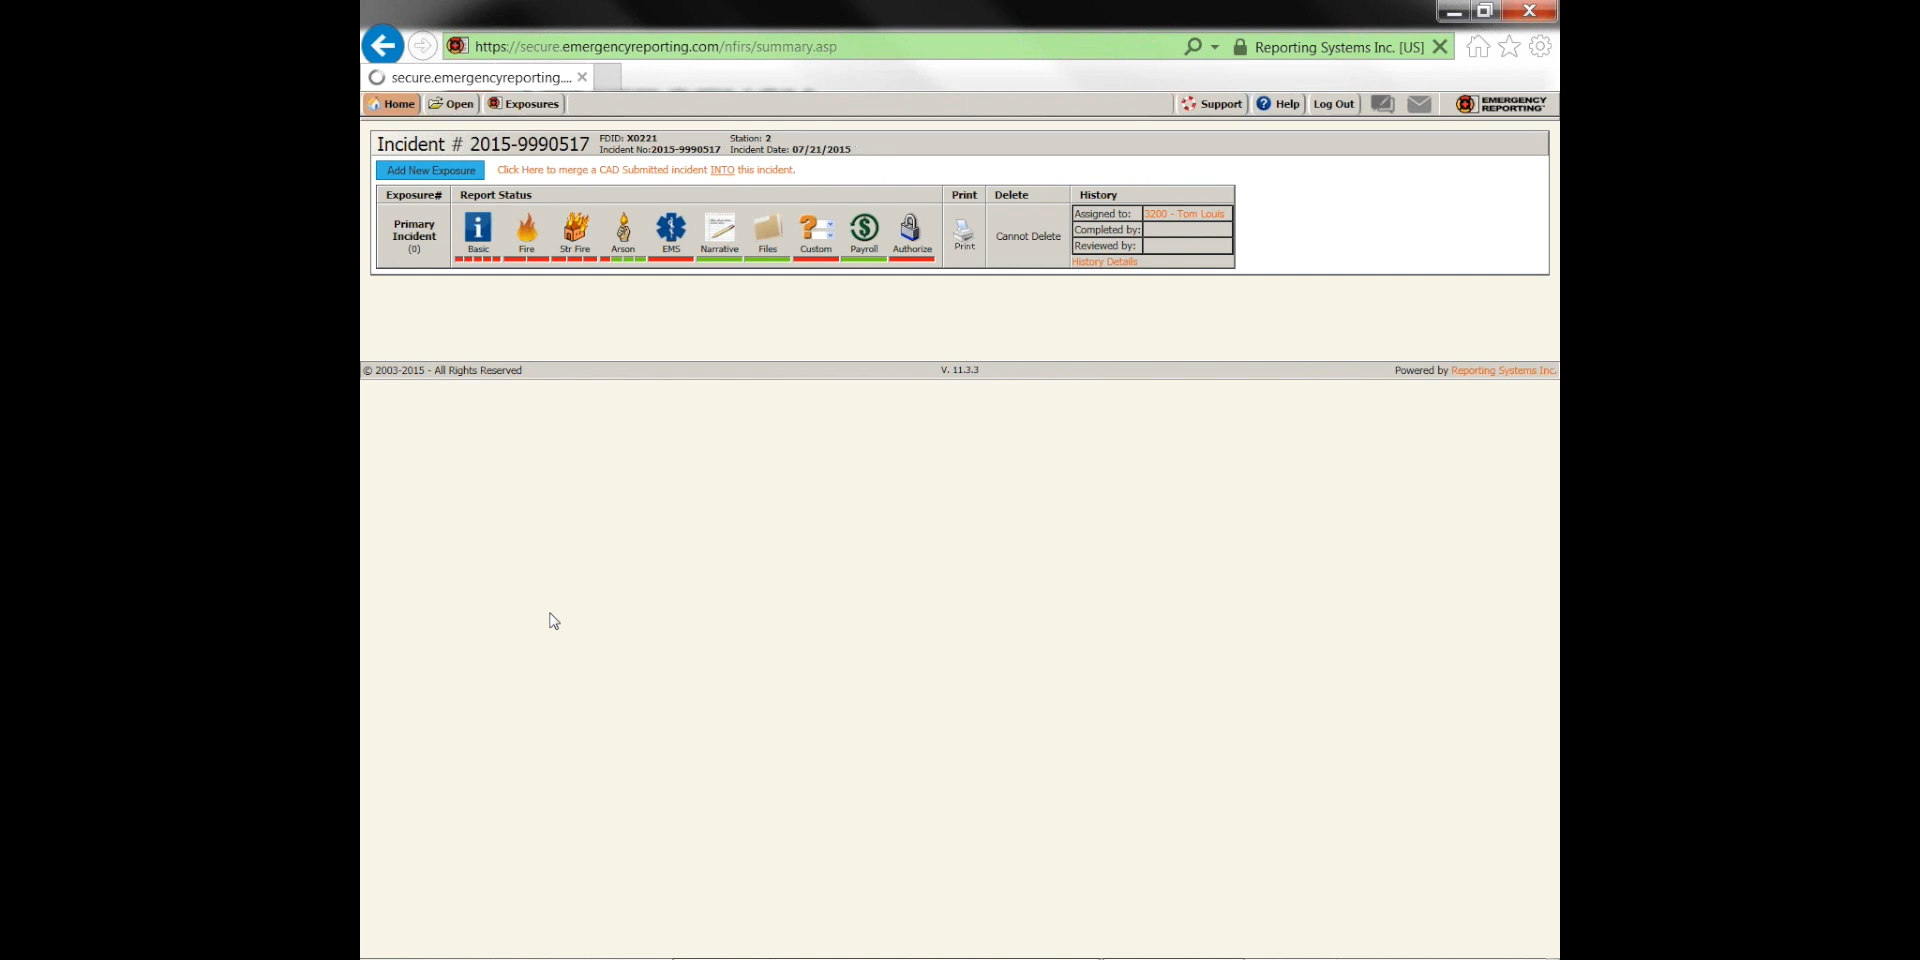 https://secure.emergencyreporting.com/nfirs/summary.asp
Reporting Systems Inc. [US]
secure.emergencyreporting....
Home
Open
Exposures
Support
Help
Log Out
EMERGENCY REPORTING
Incident # 2015-9990517
FDID: X0221
Station: 2
Incident No:2015-9990517
Incident Date: 07/21/2015
Add New Exposure
Click Here to merge a CAD Submitted incident INTO this incident.
Exposure#
Report Status
Print
Delete
History
Primary
Incident
(0)
Basic
Fire
Str Fire
Arson
EMS
Narrative
Files
Custom
Payroll
Authorize
Print
Cannot Delete
Assigned to: 3200 - Tom Louis
Completed by:
Reviewed by:
History Details
© 2003-2015 - All Rights Reserved
V. 11.3.3
Powered by Reporting Systems Inc.